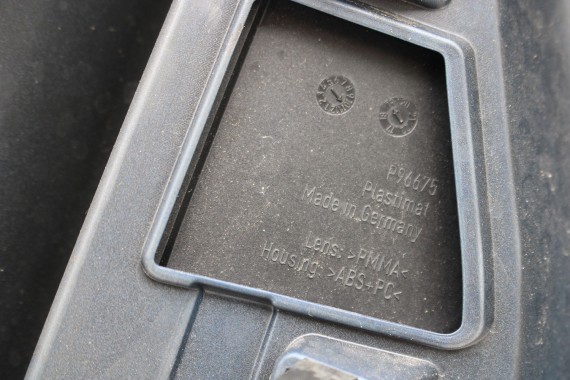 P96675
Plastimat
Made in Germany
Lens: >PMMA<
Housing: >ABS+PC<